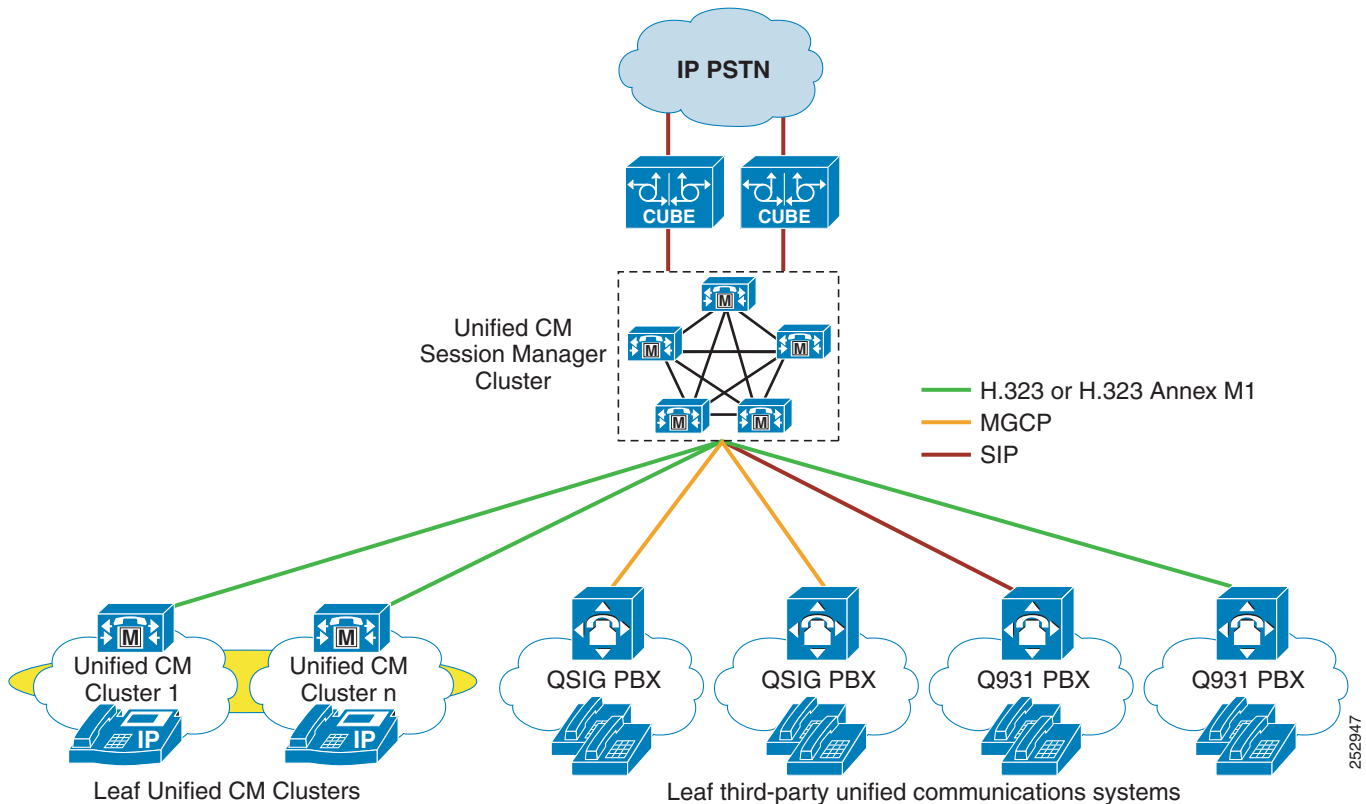 IP PSTN
CUBE
CUBE
Unified CM
Session Manager
Cluster
M
M
M
M
M
H.323 or H.323 Annex M1
MGCP
SIP
M
M
Unified CM
Cluster 1
Unified CM
Cluster n
QSIG PBX
QSIG PBX
Q931 PBX
Q931 PBX
IP
IP
Leaf Unified CM Clusters
Leaf third-party unified communications systems
252947